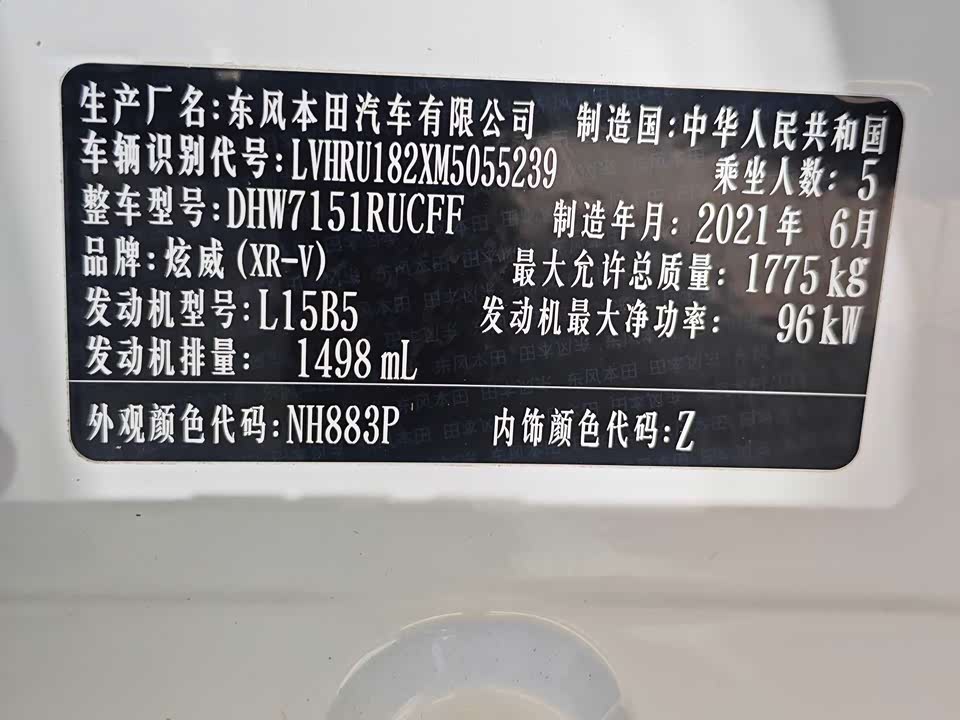 生产厂名:东风本田汽车有限公司 制造国:中华人民共和国
车辆识别代号:LVHRU182XM5055239 乘坐人数:5
整车型号:DHW7151RUCFF 制造年月:2021年 6月
品牌:炫威(XR-V) 最大允许总质量:1775kg
发动机型号:L15B5 发动机最大净功率: 96kW
发动机排量: 1498mL
外观颜色代码:NH883P 内饰颜色代码:Z